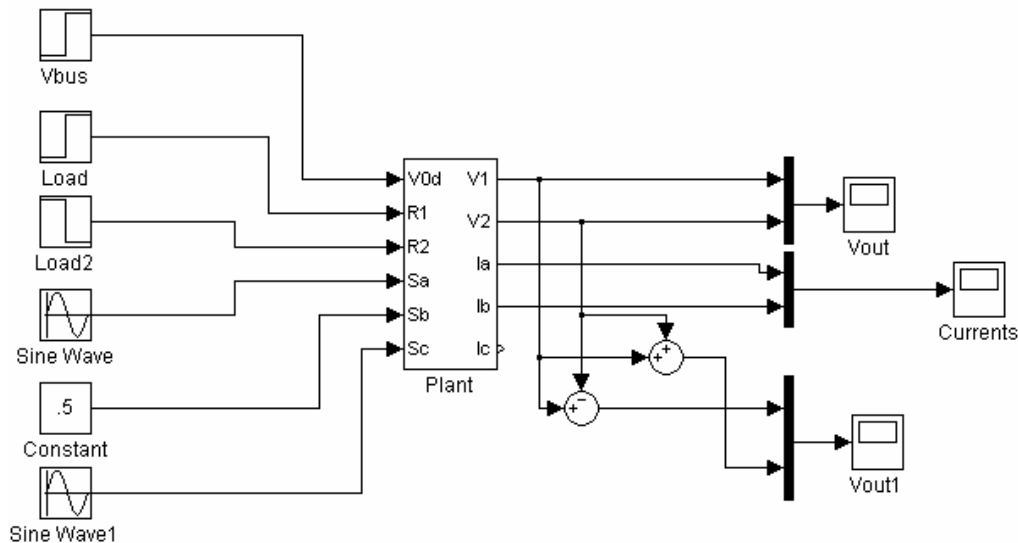 Vbus
Load
Load2
Sine Wave
.5
Constant
Sine Wave1
V0d V1
R1
V2
R2
Ia
Sa
Sb Ib
Sc Ic
Plant
+
+
−
+
Vout
Currents
Vout1